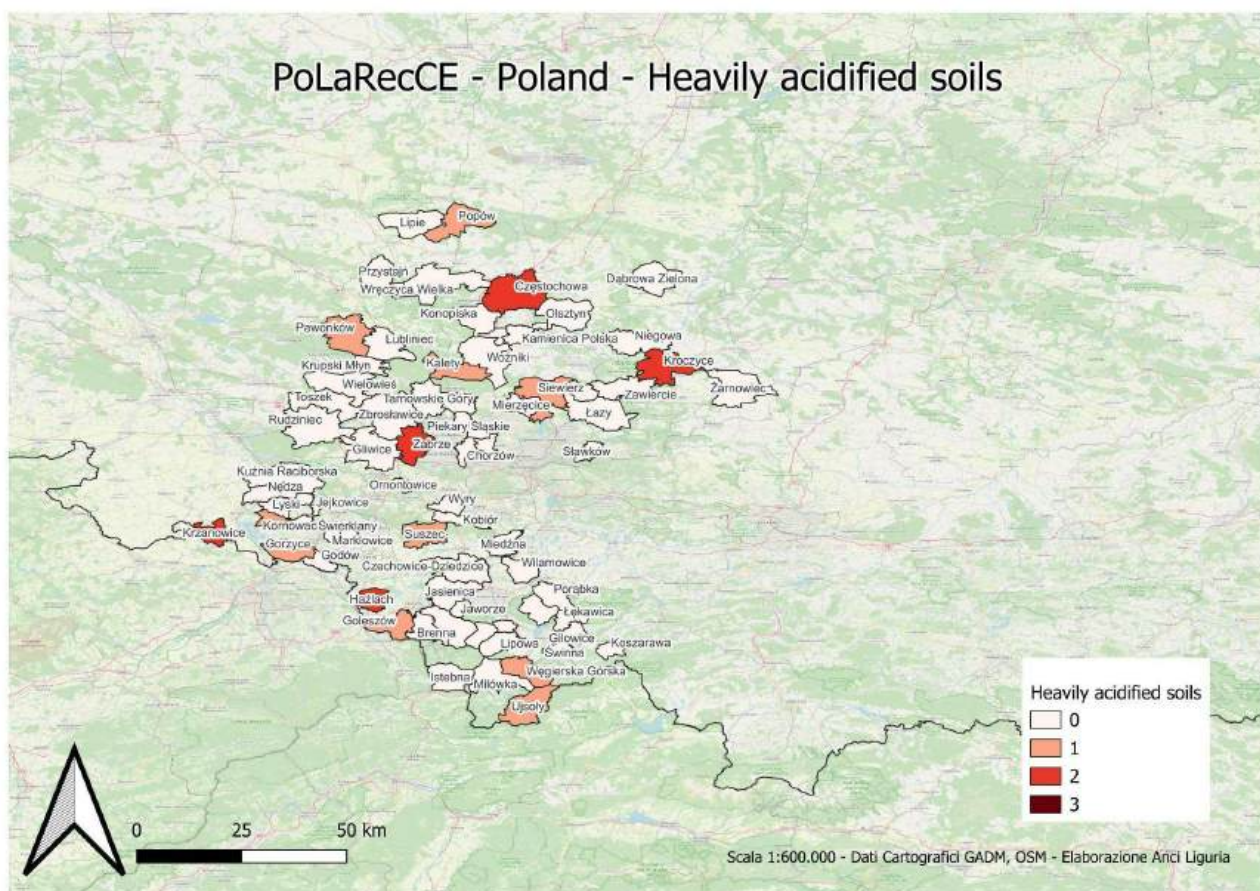 PoLaRecCE - Poland - Heavily acidified soils
Lipie
Popów
Przystajń
Wręczyca Wielka
Częstochowa
Dąbrowa Zielona
Konopiska
Olsztyn
Pawonków
Lubliniec
Kamienica Polska
Niegowa
Krupski Młyn
Kalety
Woźniki
Kroczyce
Wielowieś
Siewierz
Żarnowiec
Toszek
Tarnowskie Góry
Mierzęcice
Zawiercie
Rudziniec
Zbrosławice
Piekary Śląskie
Łazy
Gliwice
Zabrze
Chorzów
Sławków
Kuźnia Raciborska
Nędza
Ornontowice
Lyski
Jejkowice
Wyry
Kobiór
Krzanowice
Kornowac
Świerklany
Suszec
Gorzyce
Marklowice
Miedźna
Godów
Czechowice-Dziedzice
Wilamowice
Hażlach
Jasienica
Porąbka
Jaworze
Łękawica
Goleszów
Brenna
Lipowa
Gilowice
Koszarawa
Świnna
Istebna
Milówka
Węgierska Górka
Ujsoły
Heavily acidified soils
0
1
2
3
0 25 50 km
Scala 1:600.000 - Dati Cartografici GADM, OSM - Elaborazione Anci Liguria